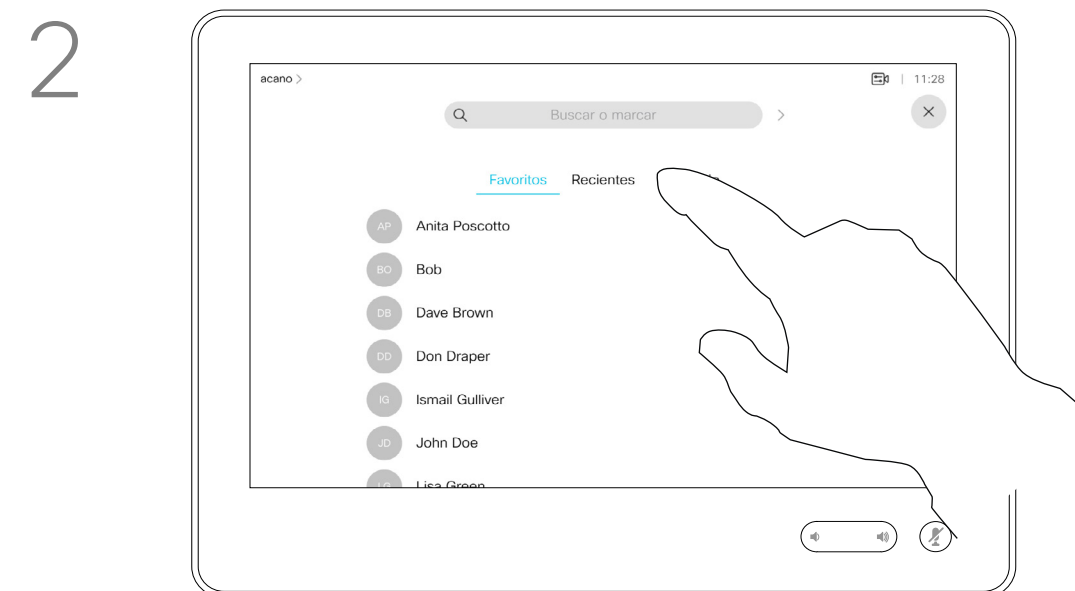 2
acano >
11:28
Buscar o marcar
Favoritos Recientes
AP Anita Poscotto
BO Bob
DB Dave Brown
DD Don Draper
IG Ismail Gulliver
JD John Doe
LG Lisa Green